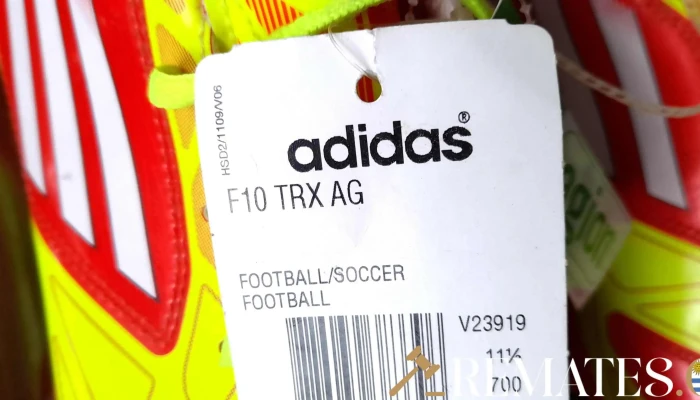 HSD2/1109/V06
adidas®
F10 TRX AG
FOOTBALL/SOCCER
FOOTBALL
V23919
11½
700
REMATES.